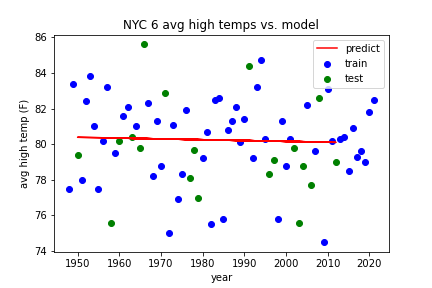 NYC 6 avg high temps vs. model
86
84
82
80
78
76
74
avg high temp (F)
predict
train
test
1950
1960
1970
1980
1990
2000
2010
2020
year